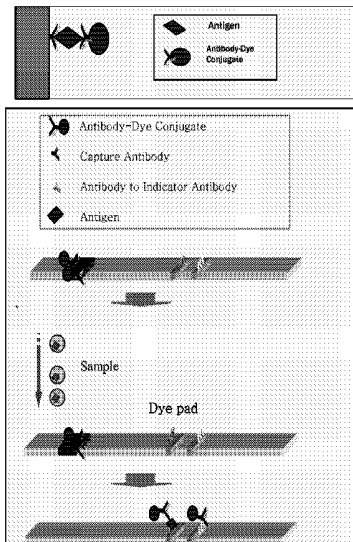 Antigen
Antibody-Dye
Conjugate
Antibody-Dye Conjugate
Capture Antibody
Antibody to Indicator Antibody
Antigen
Sample
Dye pad